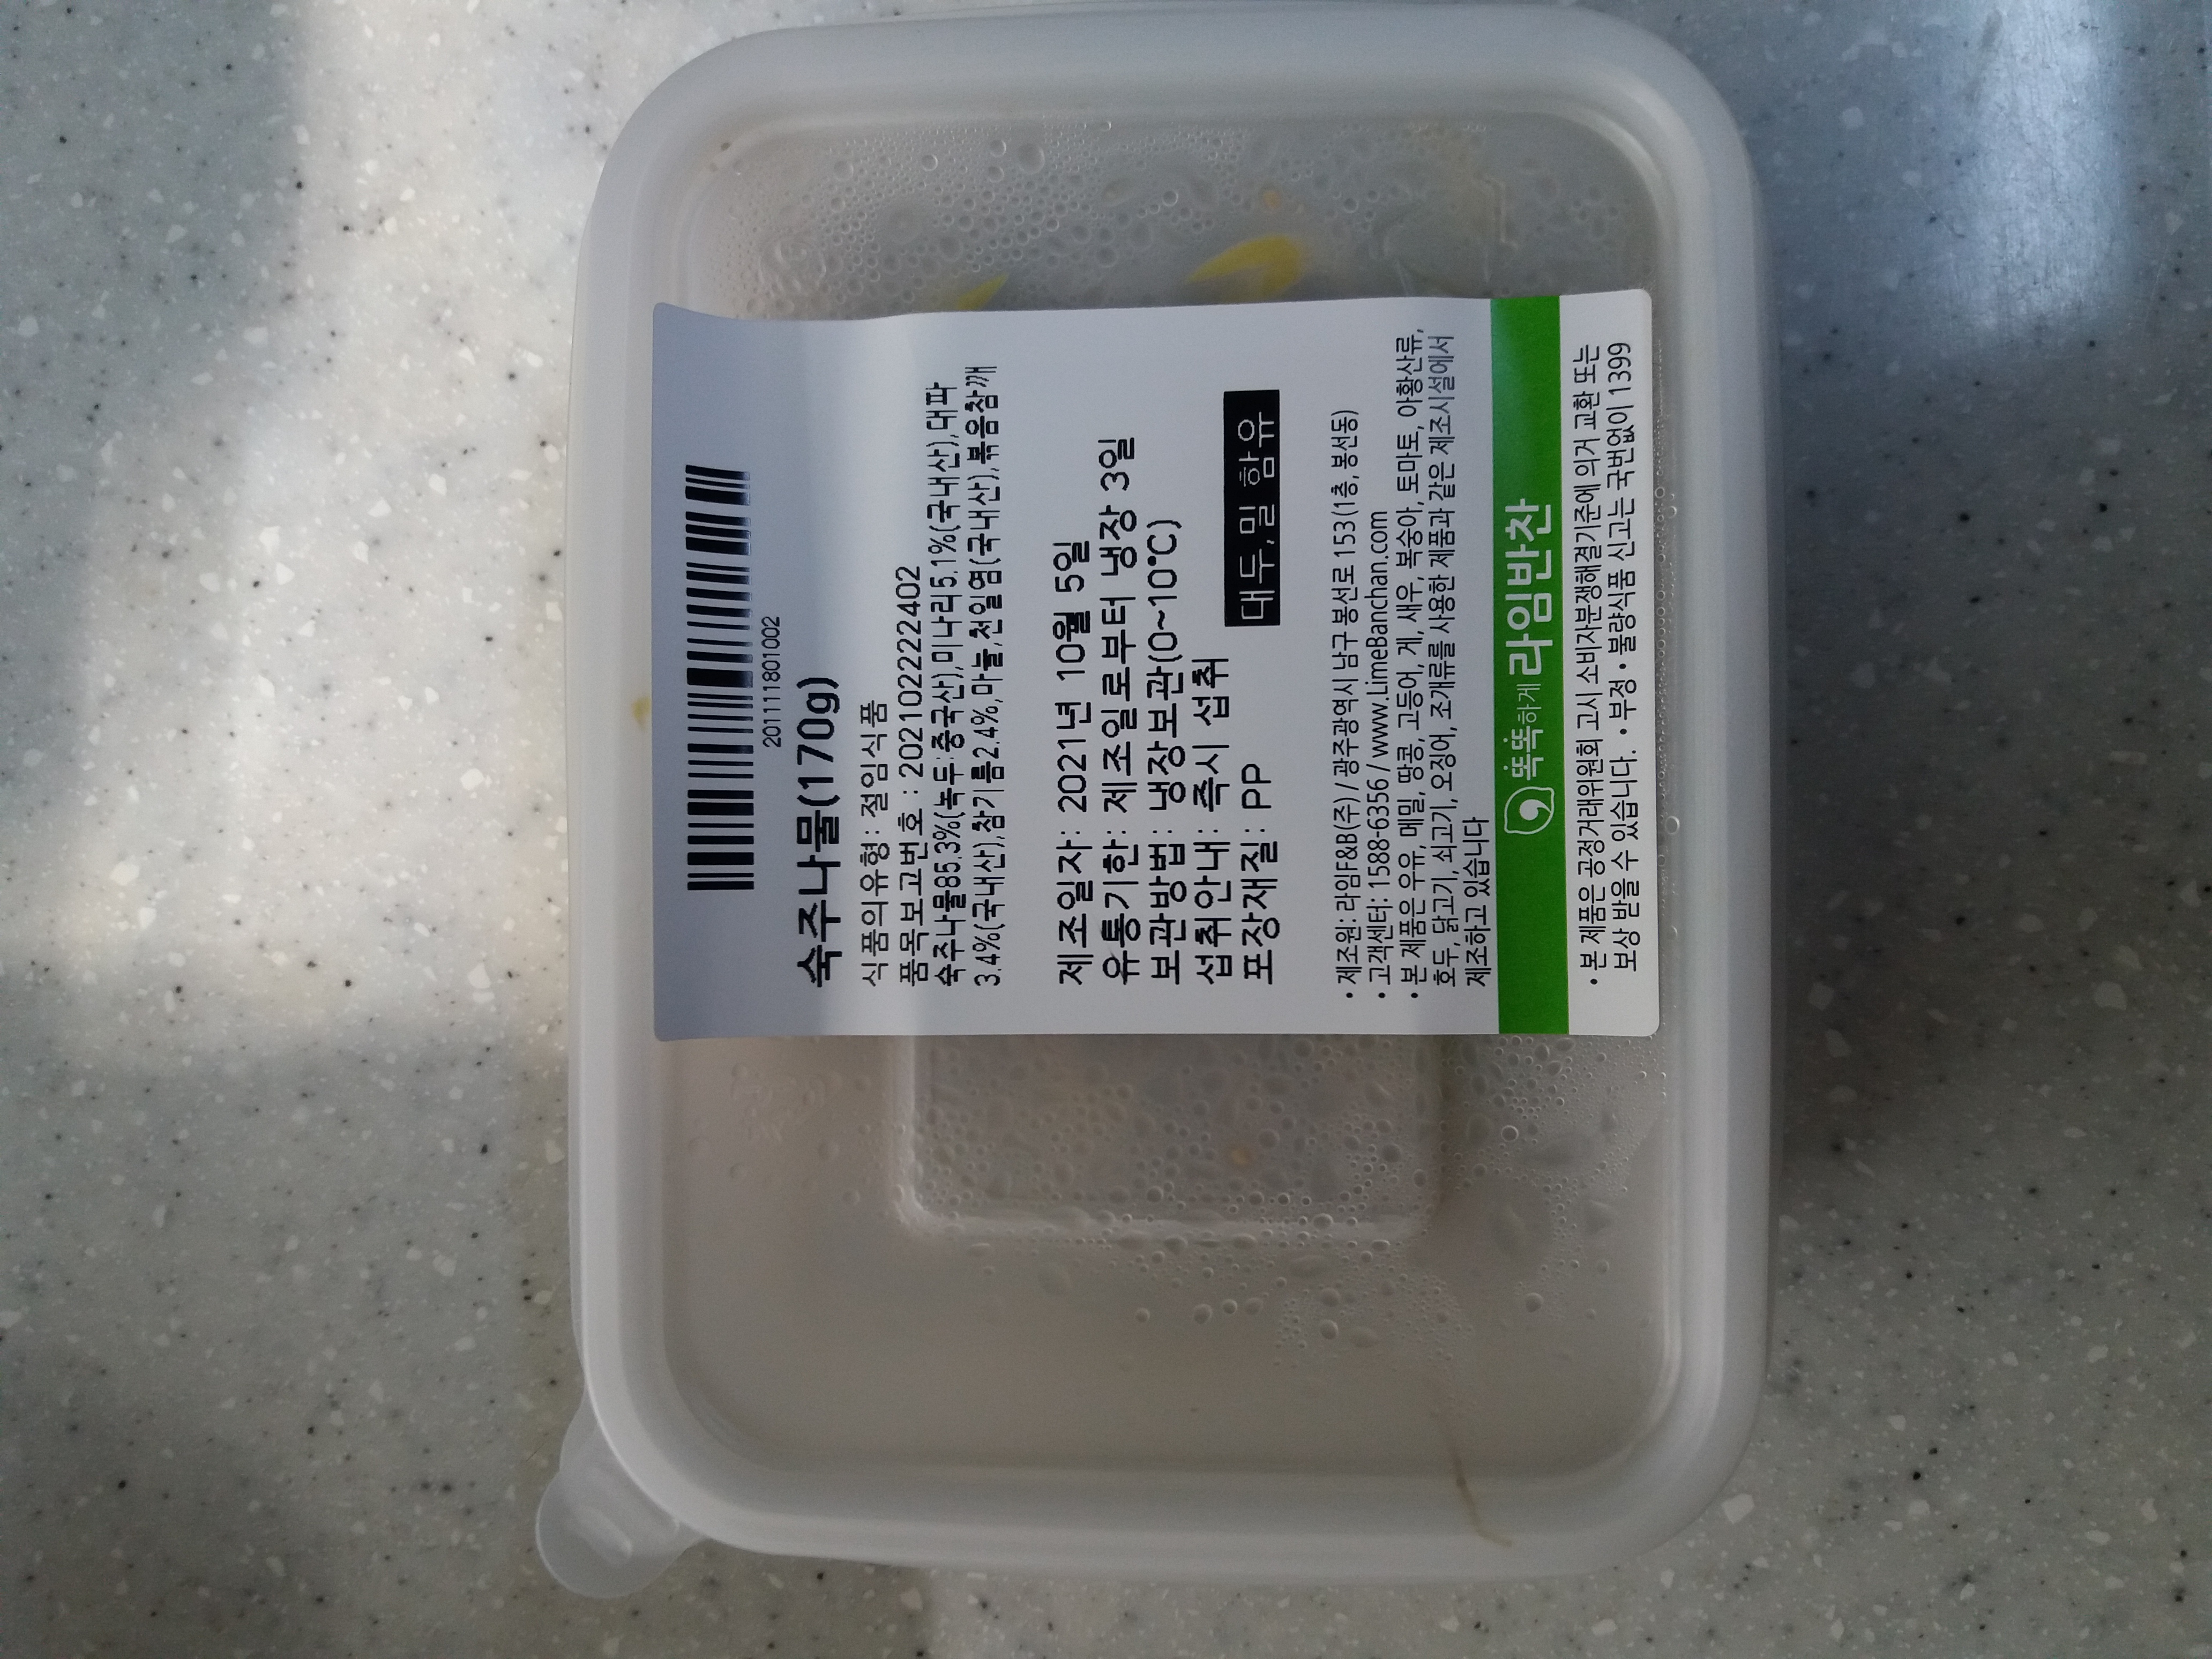 201111801002
숙주나물(170g)
식품의유형: 절임식품
품목보고번호 : 2021022222402
숙주나물85.3%(녹두:중국산),미나리5.1%(국내산),대파
3.4%(국내산),참기름2.4%,마늘,천일염(국내산),볶음참깨
제조일자: 2021년 10월 5일
유통기한: 제조일로부터 냉장 3일
보관방법: 냉장보관(0~10℃)
섭취안내: 즉시 섭취
포장재질: PP
대두,밀 함유
• 제조원: 라임F&B(주) / 광주광역시 남구 봉선로 153(1층, 봉선동)
• 고객센터: 1588-6356 / www.LimeBanchan.com
• 본 제품은 우유, 메밀, 땅콩, 고등어, 게, 새우, 복숭아, 토마토, 아황산류,
호두, 닭고기, 쇠고기, 오징어, 조개류를 사용한 제품과 같은 제조시설에서
제조하고 있습니다
똑똑하게 라임반찬
• 본 제품은 공정거래위원회 고시 소비자분쟁해결기준에 의거 교환 또는
보상 받을 수 있습니다. • 부정 • 불량식품 신고는 국번없이 1399